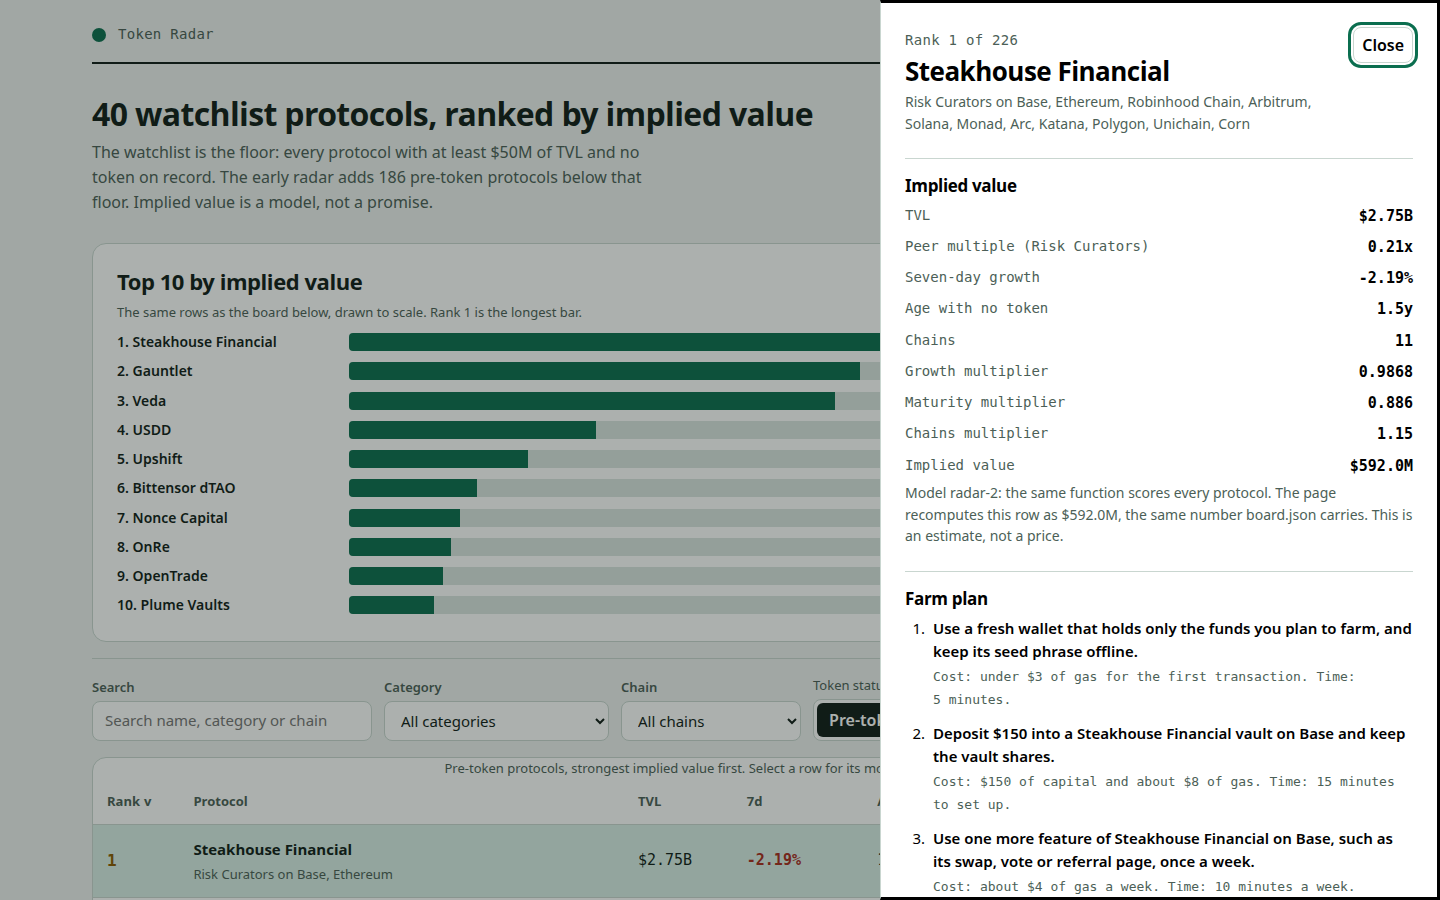 Token Radar
40 watchlist protocols, ranked by implied value
The watchlist is the floor: every protocol with at least $50M of TVL and no
token on record. The early radar adds 186 pre-token protocols below that
floor. Implied value is a model, not a promise.
Top 10 by implied value
The same rows as the board below, drawn to scale. Rank 1 is the longest bar.
1. Steakhouse Financial
2. Gauntlet
3. Veda
4. USDD
5. Upshift
6. Bittensor dTAO
7. Nonce Capital
8. OnRe
9. OpenTrade
10. Plume Vaults
Search
Category
Chain
Token statu
Search name, category or chain
All categories
All chains
Pre-to
Pre-token protocols, strongest implied value first. Select a row for its mo
Rank v
Protocol
TVL
7d
1
Steakhouse Financial
Risk Curators on Base, Ethereum
$2.75B
-2.19%
Rank 1 of 226
Close
Steakhouse Financial
Risk Curators on Base, Ethereum, Robinhood Chain, Arbitrum,
Solana, Monad, Arc, Katana, Polygon, Unichain, Corn
Implied value
TVL $2.75B
Peer multiple (Risk Curators) 0.21x
Seven-day growth -2.19%
Age with no token 1.5y
Chains 11
Growth multiplier 0.9868
Maturity multiplier 0.886
Chains multiplier 1.15
Implied value $592.0M
Model radar-2: the same function scores every protocol. The page
recomputes this row as $592.0M, the same number board.json carries. This is
an estimate, not a price.
Farm plan
1. Use a fresh wallet that holds only the funds you plan to farm, and
keep its seed phrase offline.
Cost: under $3 of gas for the first transaction. Time:
5 minutes.
2. Deposit $150 into a Steakhouse Financial vault on Base and keep
the vault shares.
Cost: $150 of capital and about $8 of gas. Time: 15 minutes
to set up.
3. Use one more feature of Steakhouse Financial on Base, such as
its swap, vote or referral page, once a week.
Cost: about $4 of gas a week. Time: 10 minutes a week.